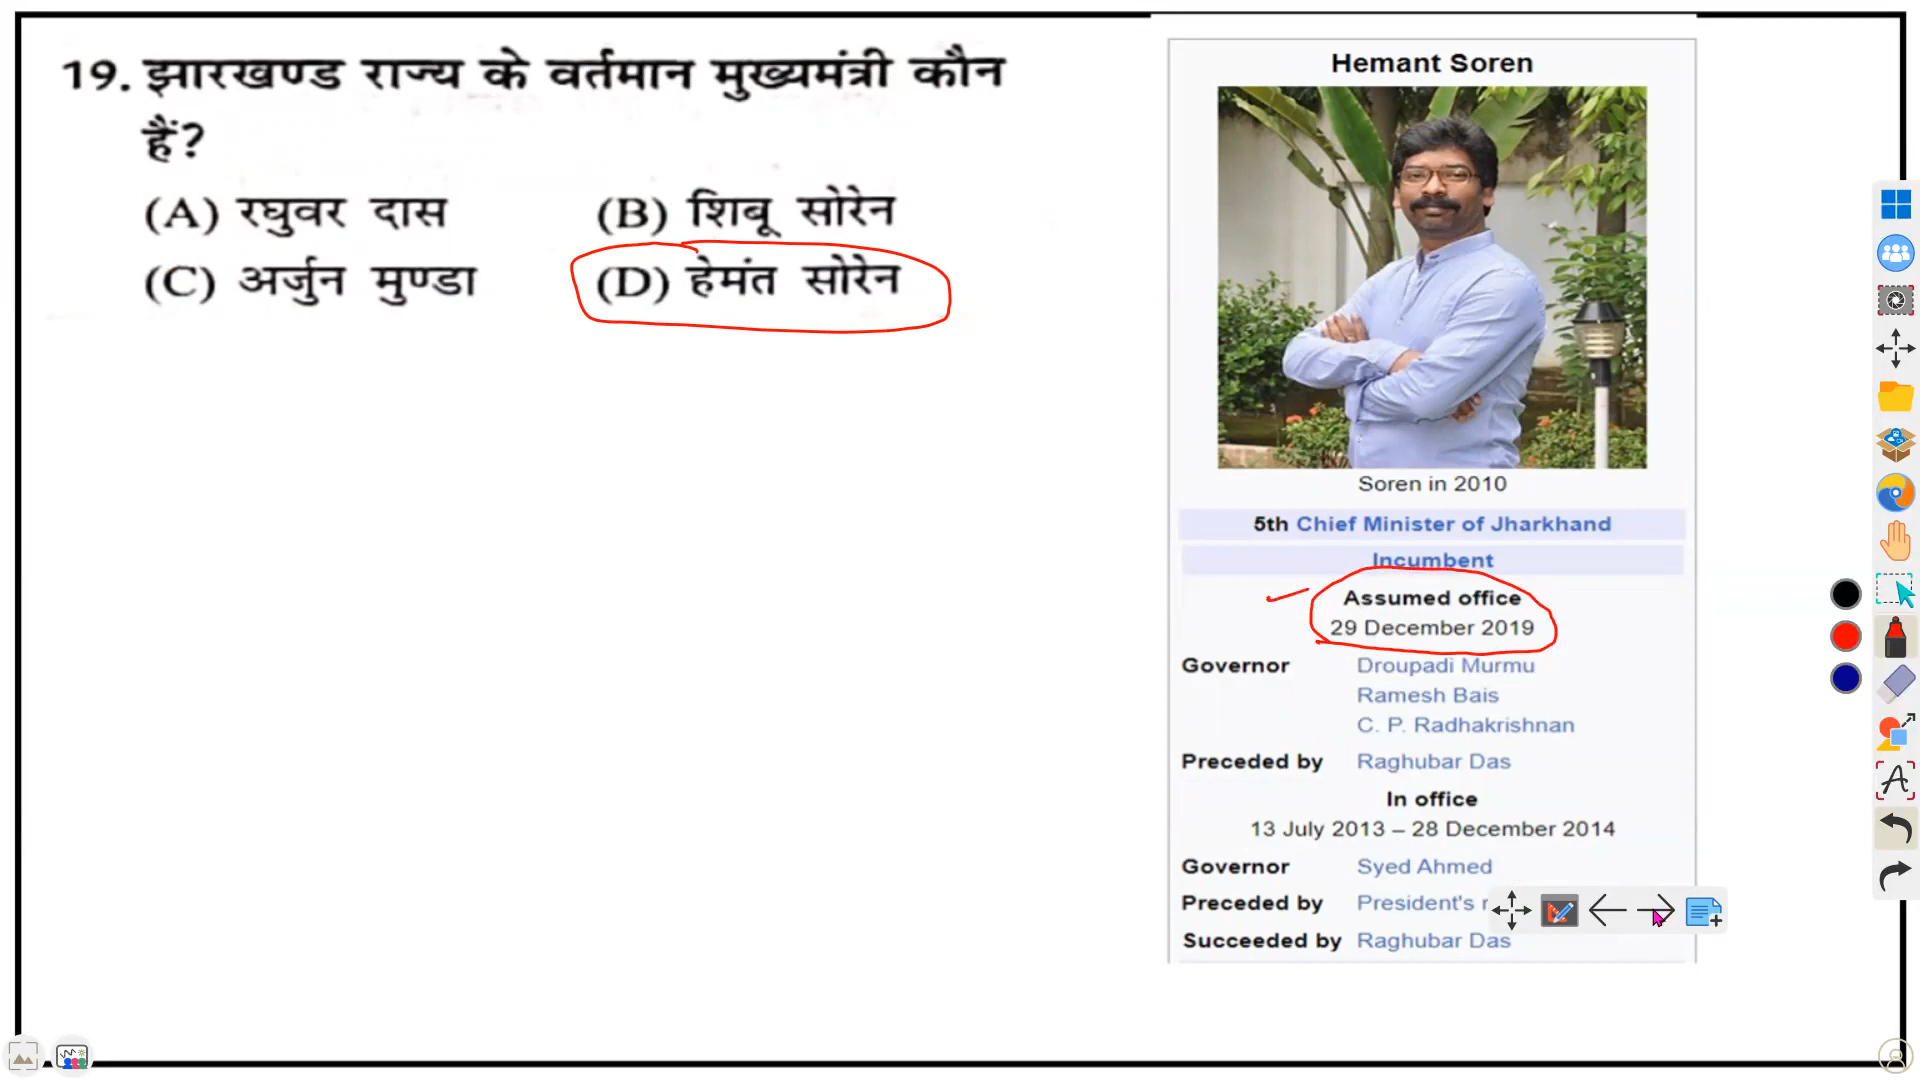 19. झारखण्ड राज्य के वर्तमान मुख्यमंत्री कौन
हैं?
(A) रघुवर दास (B) शिबू सोरेन
(C) अर्जुन मुण्डा (D) हेमंत सोरेन
Hemant Soren
Soren in 2010
5th Chief Minister of Jharkhand
Incumbent
Assumed office
29 December 2019
Governor Droupadi Murmu
Ramesh Bais
C. P. Radhakrishnan
Preceded by Raghubar Das
In office
13 July 2013 – 28 December 2014
Governor Syed Ahmed
Preceded by President's
Succeeded by Raghubar Das